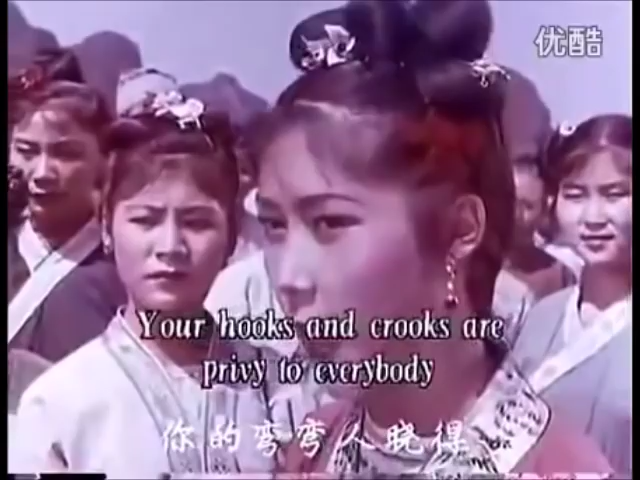 优酷
Your hooks and crooks are
privy to everybody
你的弯弯人晓得